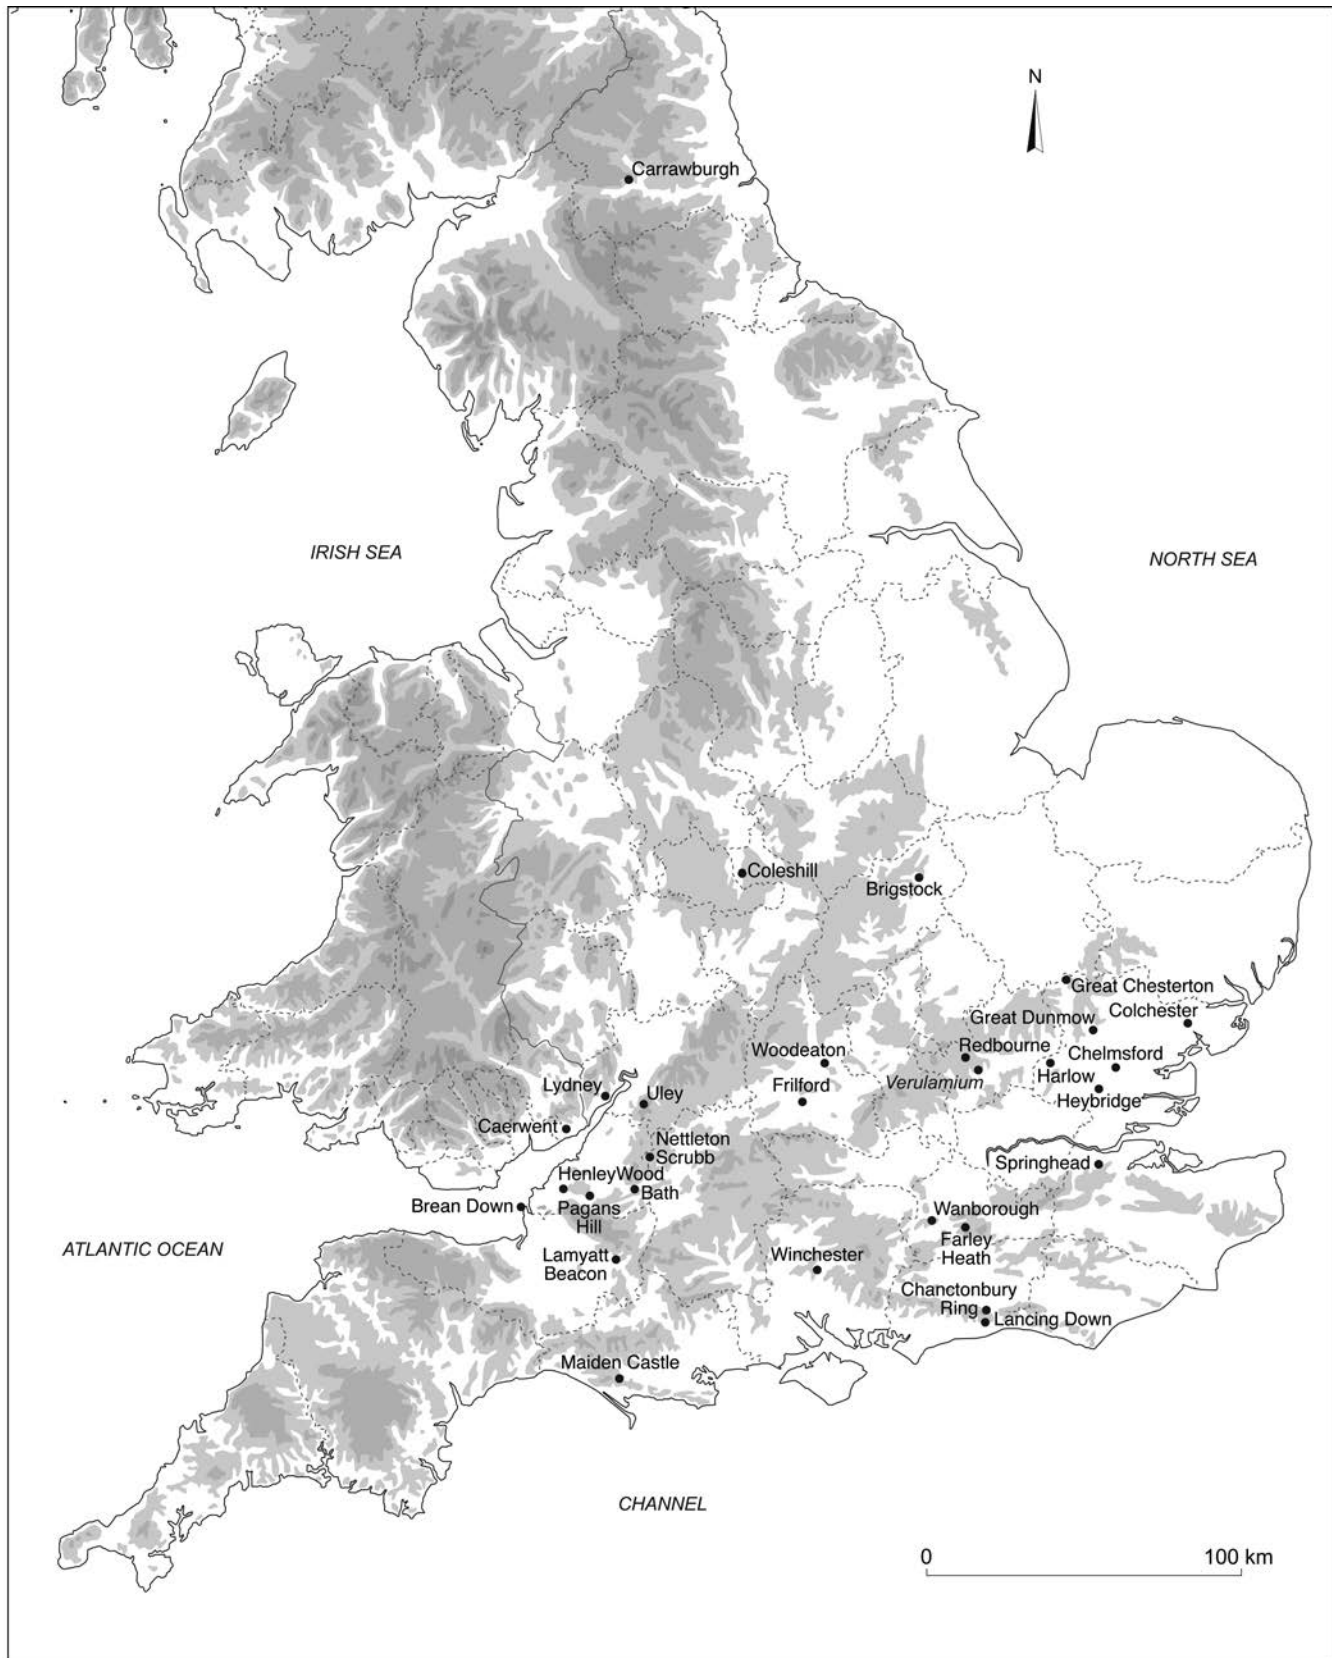 N
Carrawburgh
IRISH SEA
NORTH SEA
Coleshill
Brigstock
Great Chesterton
Great Dunmow
Colchester
Woodeaton
Redbourne
Chelmsford
Verulamium
Harlow
Frilford
Heybridge
Lydney
Uley
Caerwent
Nettleton
Scrubb
Springhead
HenleyWood
Bath
Brean Down
Pagans
Hill
Wanborough
Farley
Heath
ATLANTIC OCEAN
Lamyatt
Beacon
Winchester
Chanctonbury
Ring
Lancing Down
Maiden Castle
CHANNEL
0
100 km